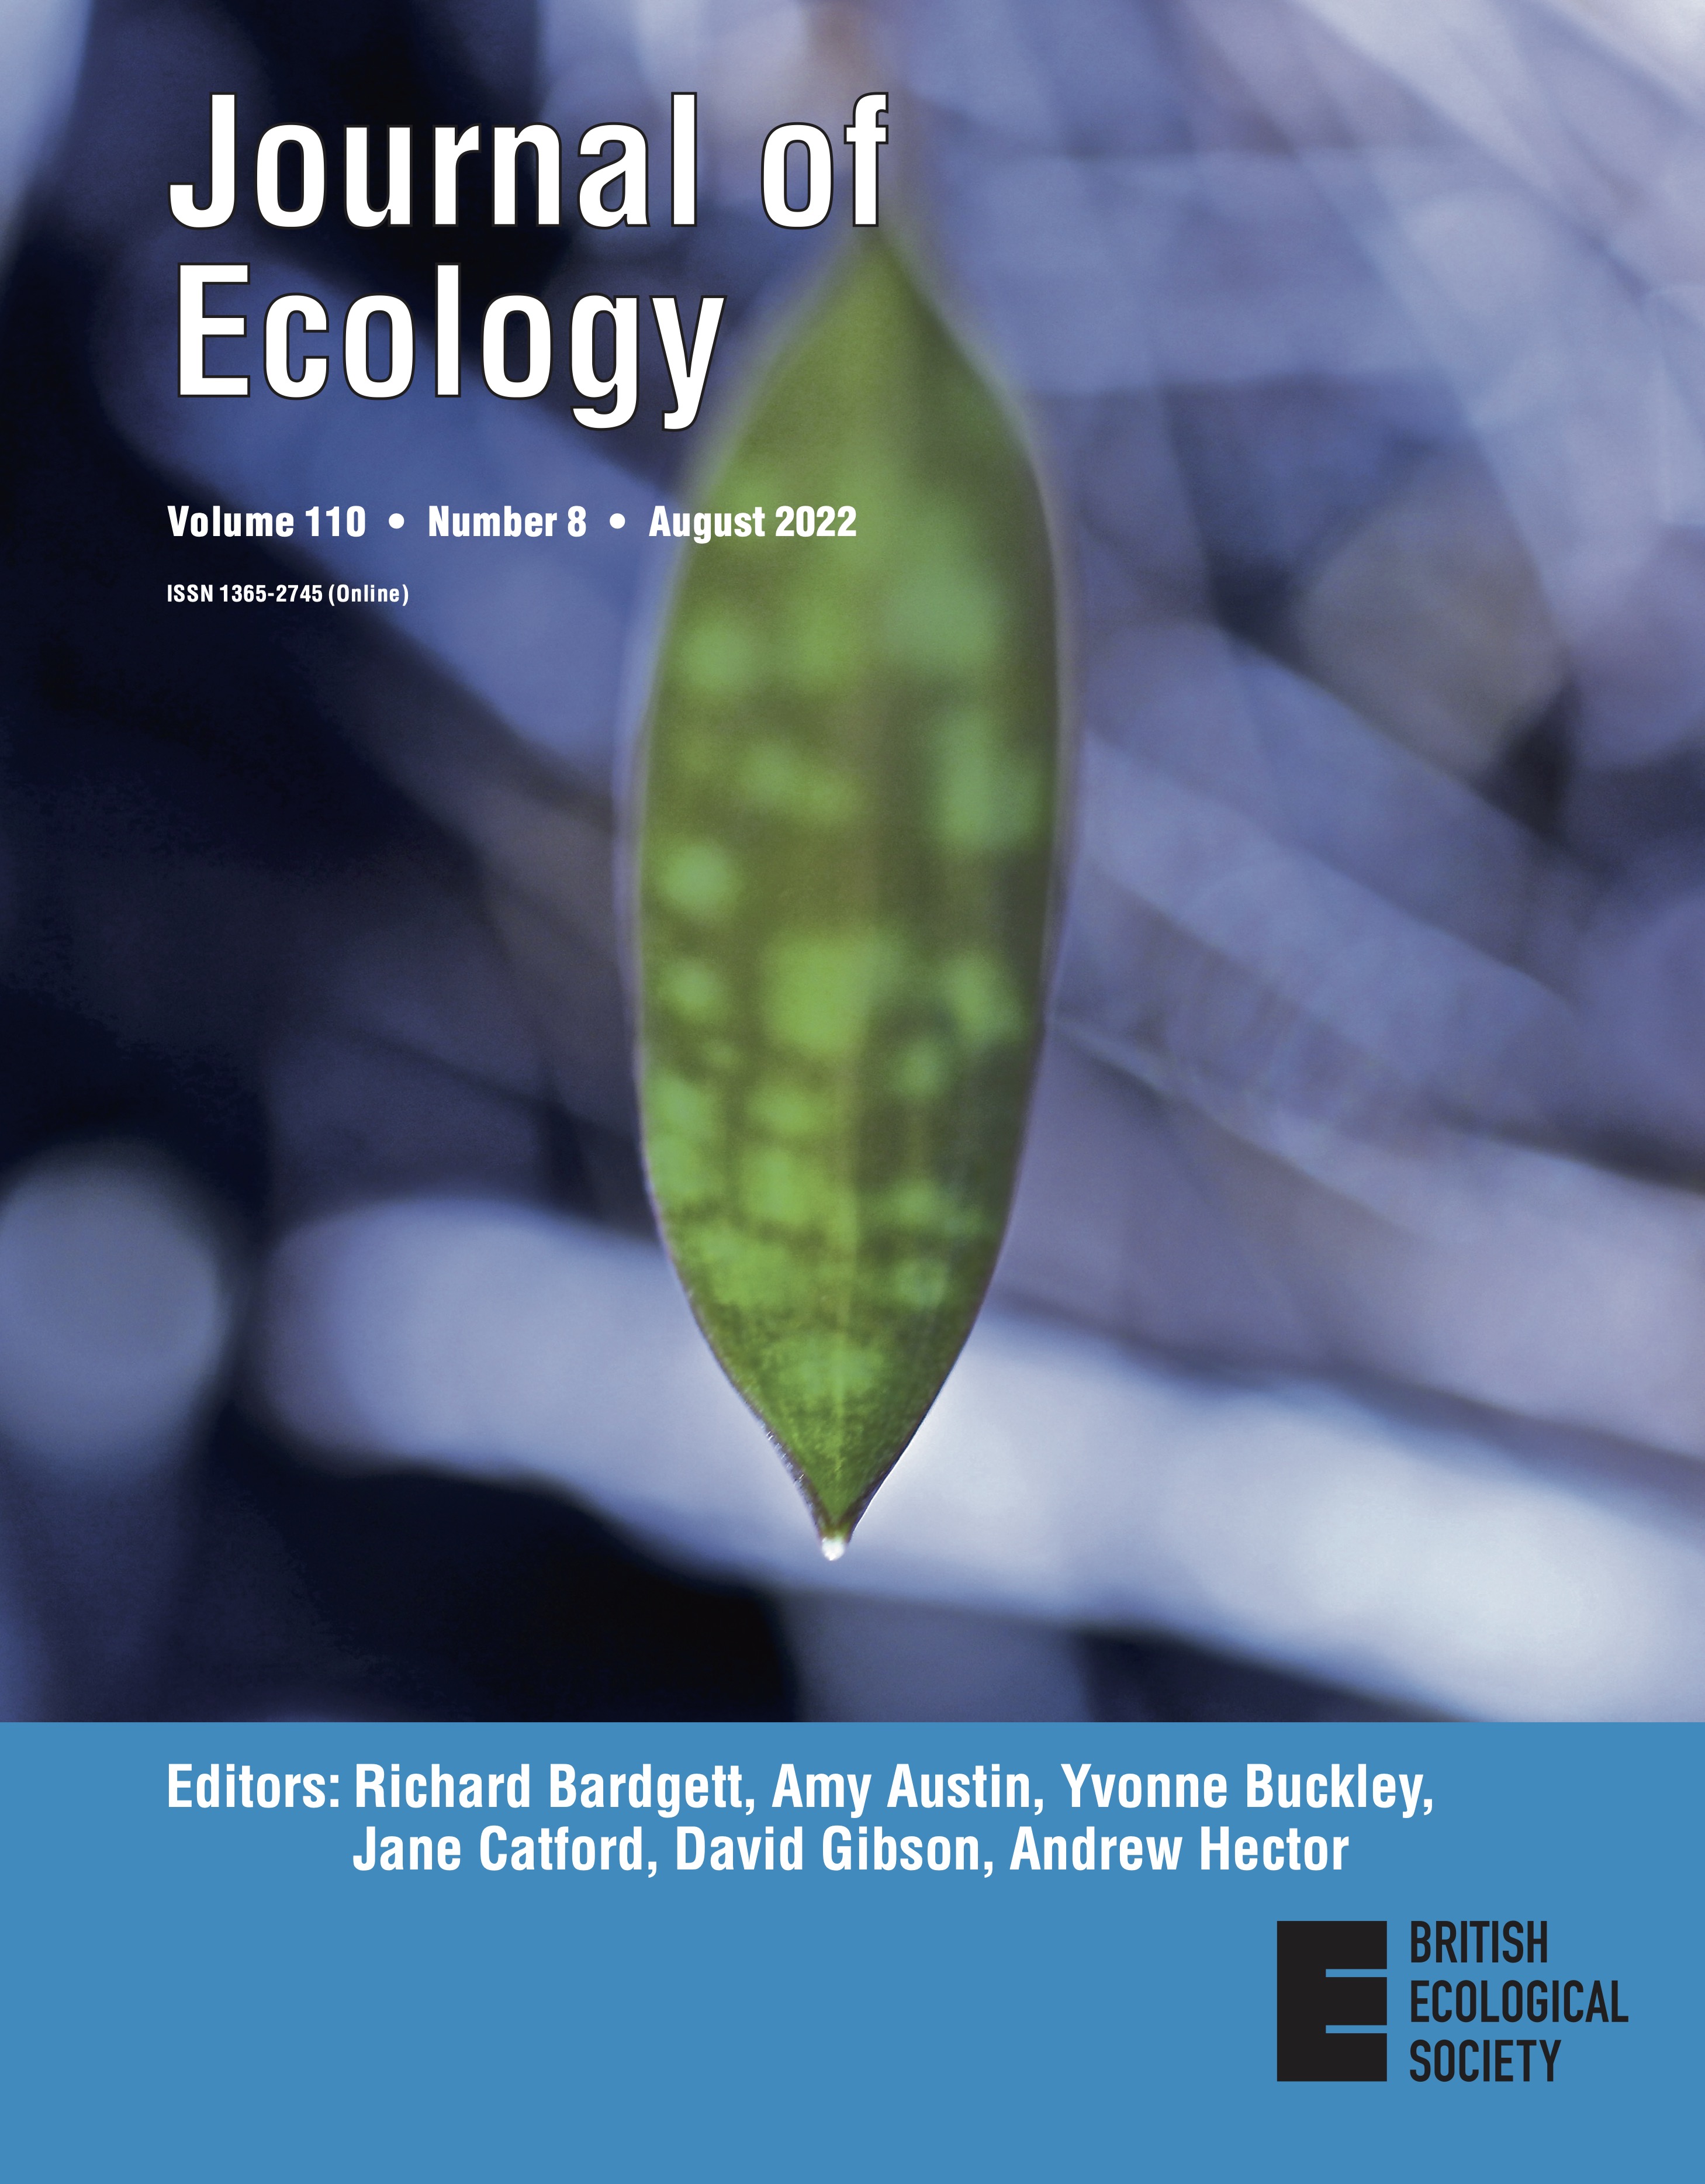 Journal of
Ecology
Volume 110 • Number 8 • August 2022
ISSN 1365-2745 (Online)
Editors: Richard Bardgett, Amy Austin, Yvonne Buckley,
Jane Catford, David Gibson, Andrew Hector
BRITISH
ECOLOGICAL
SOCIETY